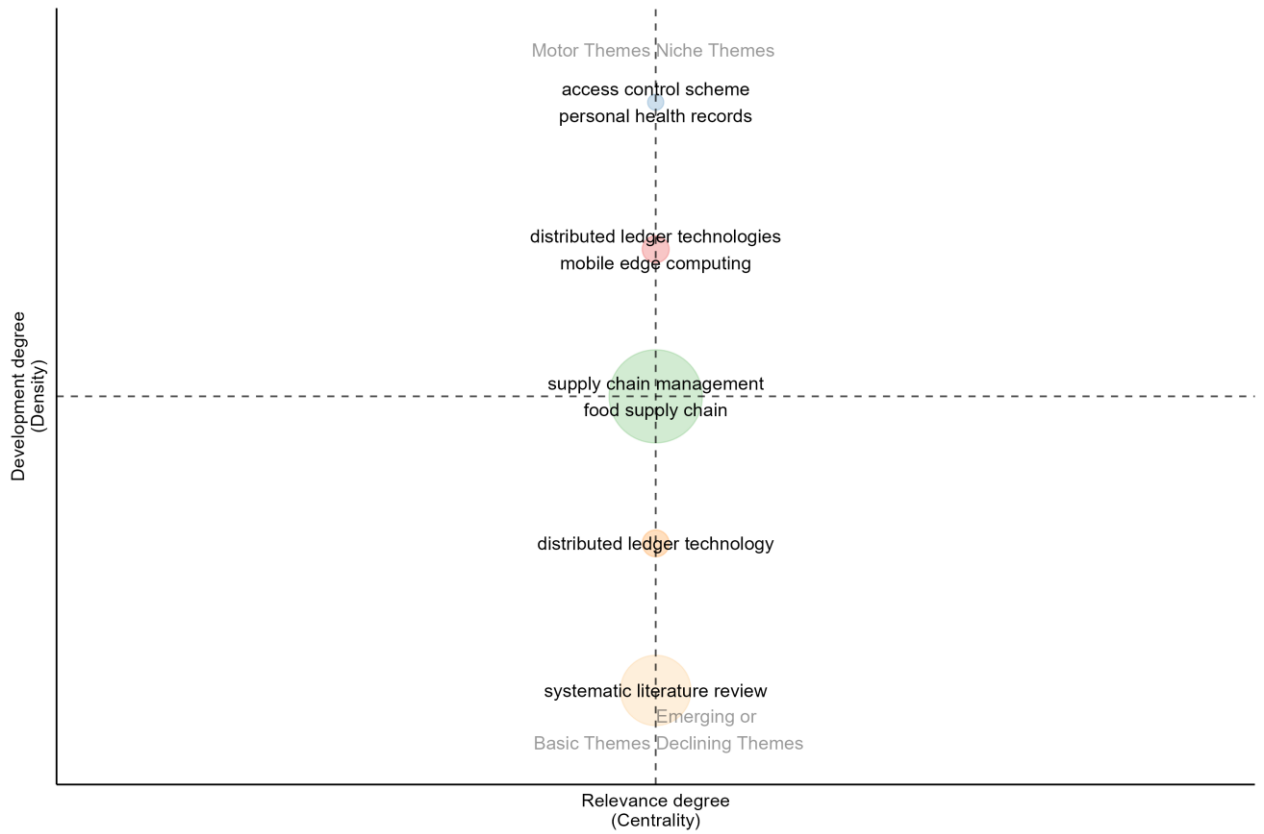 Motor Themes Niche Themes
access control scheme
personal health records
distributed ledger technologies
mobile edge computing
Development degree
(Density)
supply chain management
food supply chain
distributed ledger technology
systematic literature review
Emerging or
Basic Themes Declining Themes
Relevance degree
(Centrality)